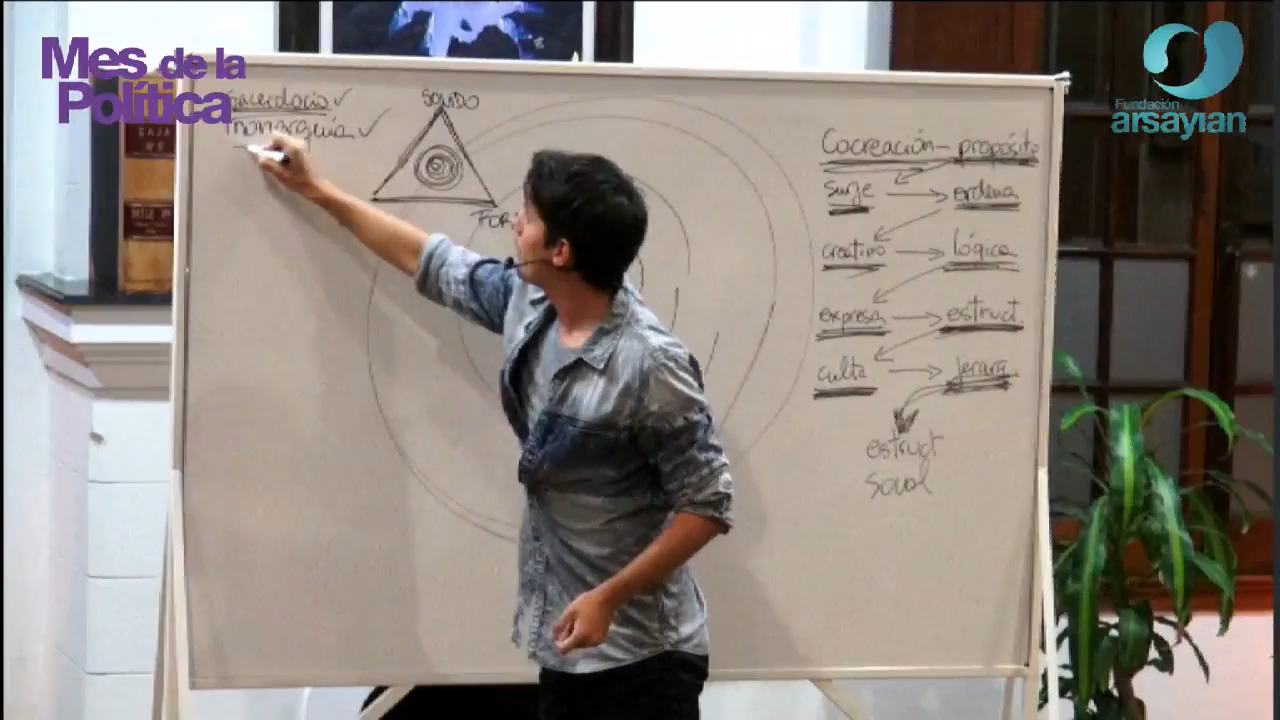 Mes de la
Política
Fundación
arsayian
Sacerdocio ✓
Monarquía ✓
SONIDO
FOR
Cocreación - propósito
surge → ordena
creativo → lógica
expresa → estruct
culto → jerarq
estruct
social